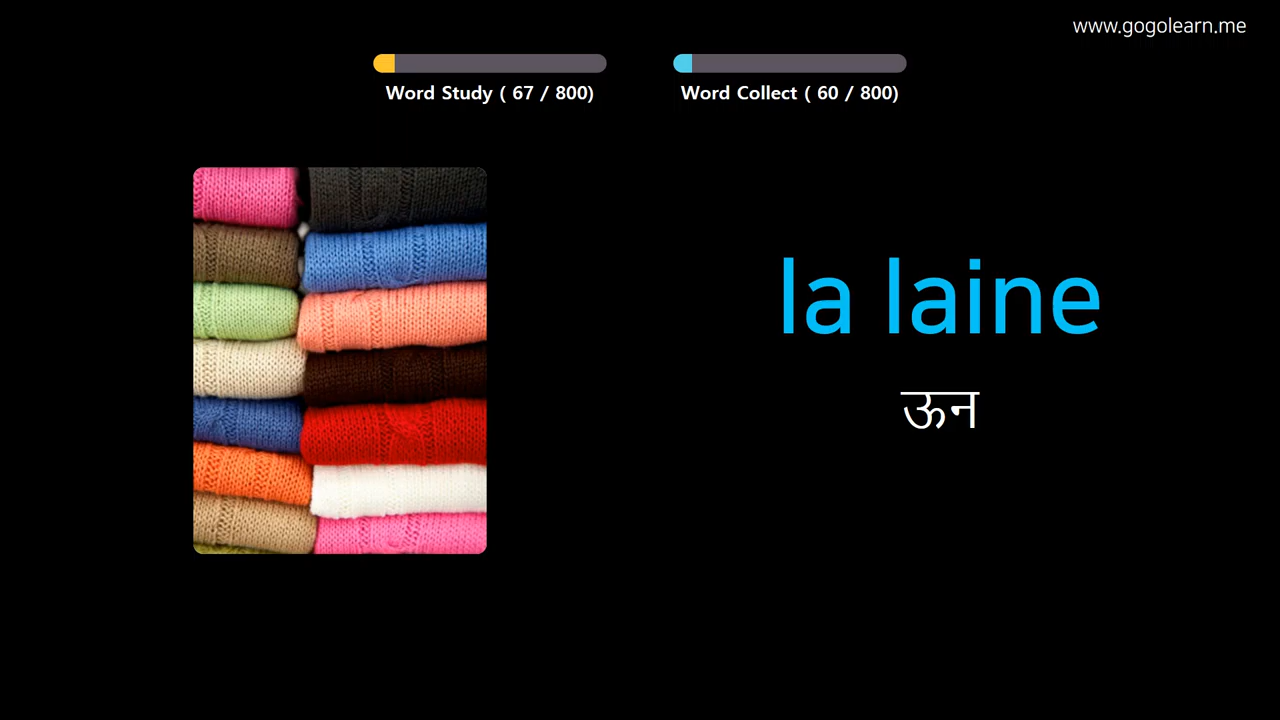 www.gogolearn.me
Word Study ( 67 / 800)
Word Collect ( 60 / 800)
la laine
ऊन